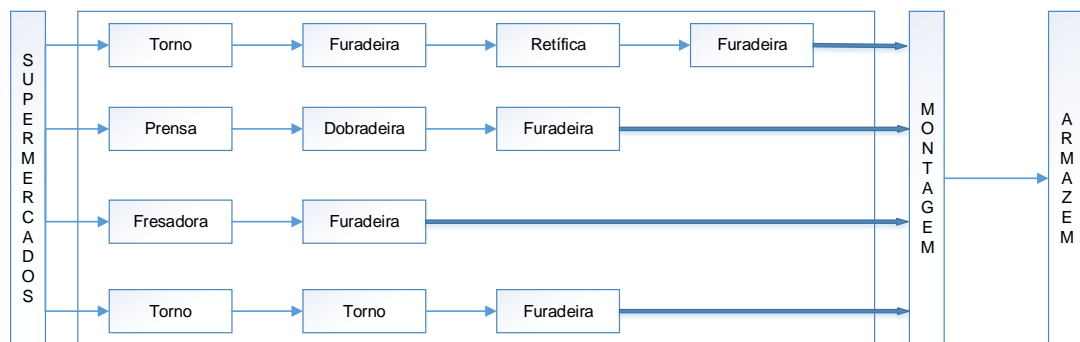 SUPERMERCADOS
Torno Furadeira Retífica Furadeira
Prensa Dobradeira Furadeira
Fresadora Furadeira
Torno Torno Furadeira
MONTAGEM
ARMAZEM